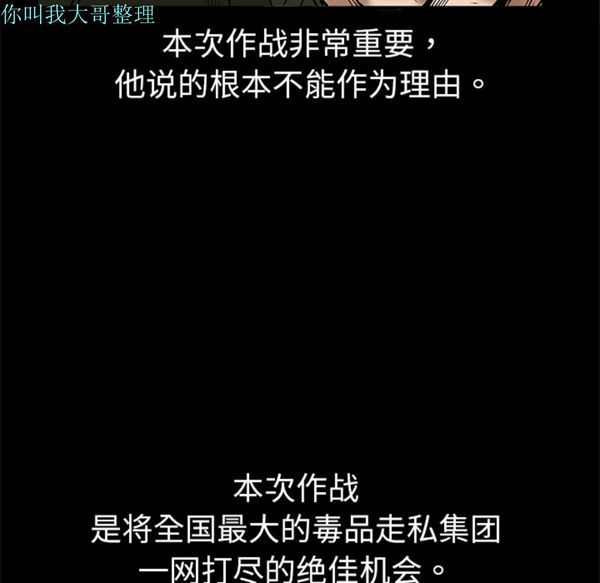 你叫我大哥整理
本次作战非常重要，
他说的根本不能作为理由。
本次作战
是将全国最大的毒品走私集团
一网打尽的绝佳机会。